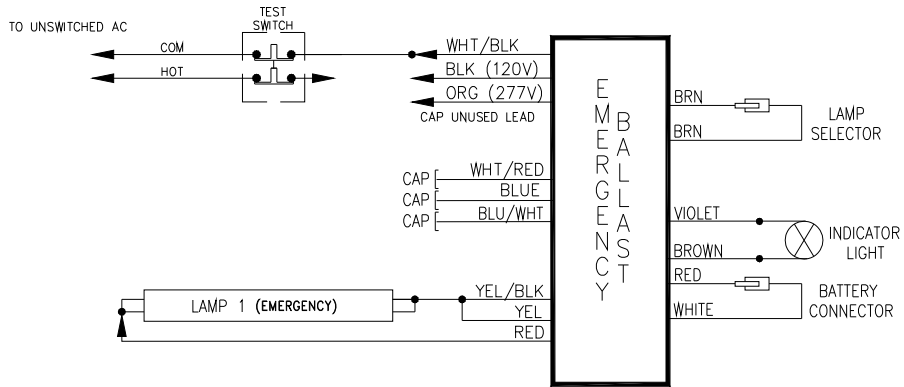 TEST
SWITCH
TO UNSWITCHED AC
COM
HOT
WHT/BLK
BLK (120V)
ORG (277V)
CAP UNUSED LEAD
CAP
WHT/RED
CAP
BLUE
CAP
BLU/WHT
LAMP 1 (EMERGENCY)
YEL/BLK
YEL
RED
EMERGENCY
BALLAST
BRN
BRN
LAMP
SELECTOR
VIOLET
BROWN
INDICATOR
LIGHT
RED
WHITE
BATTERY
CONNECTOR